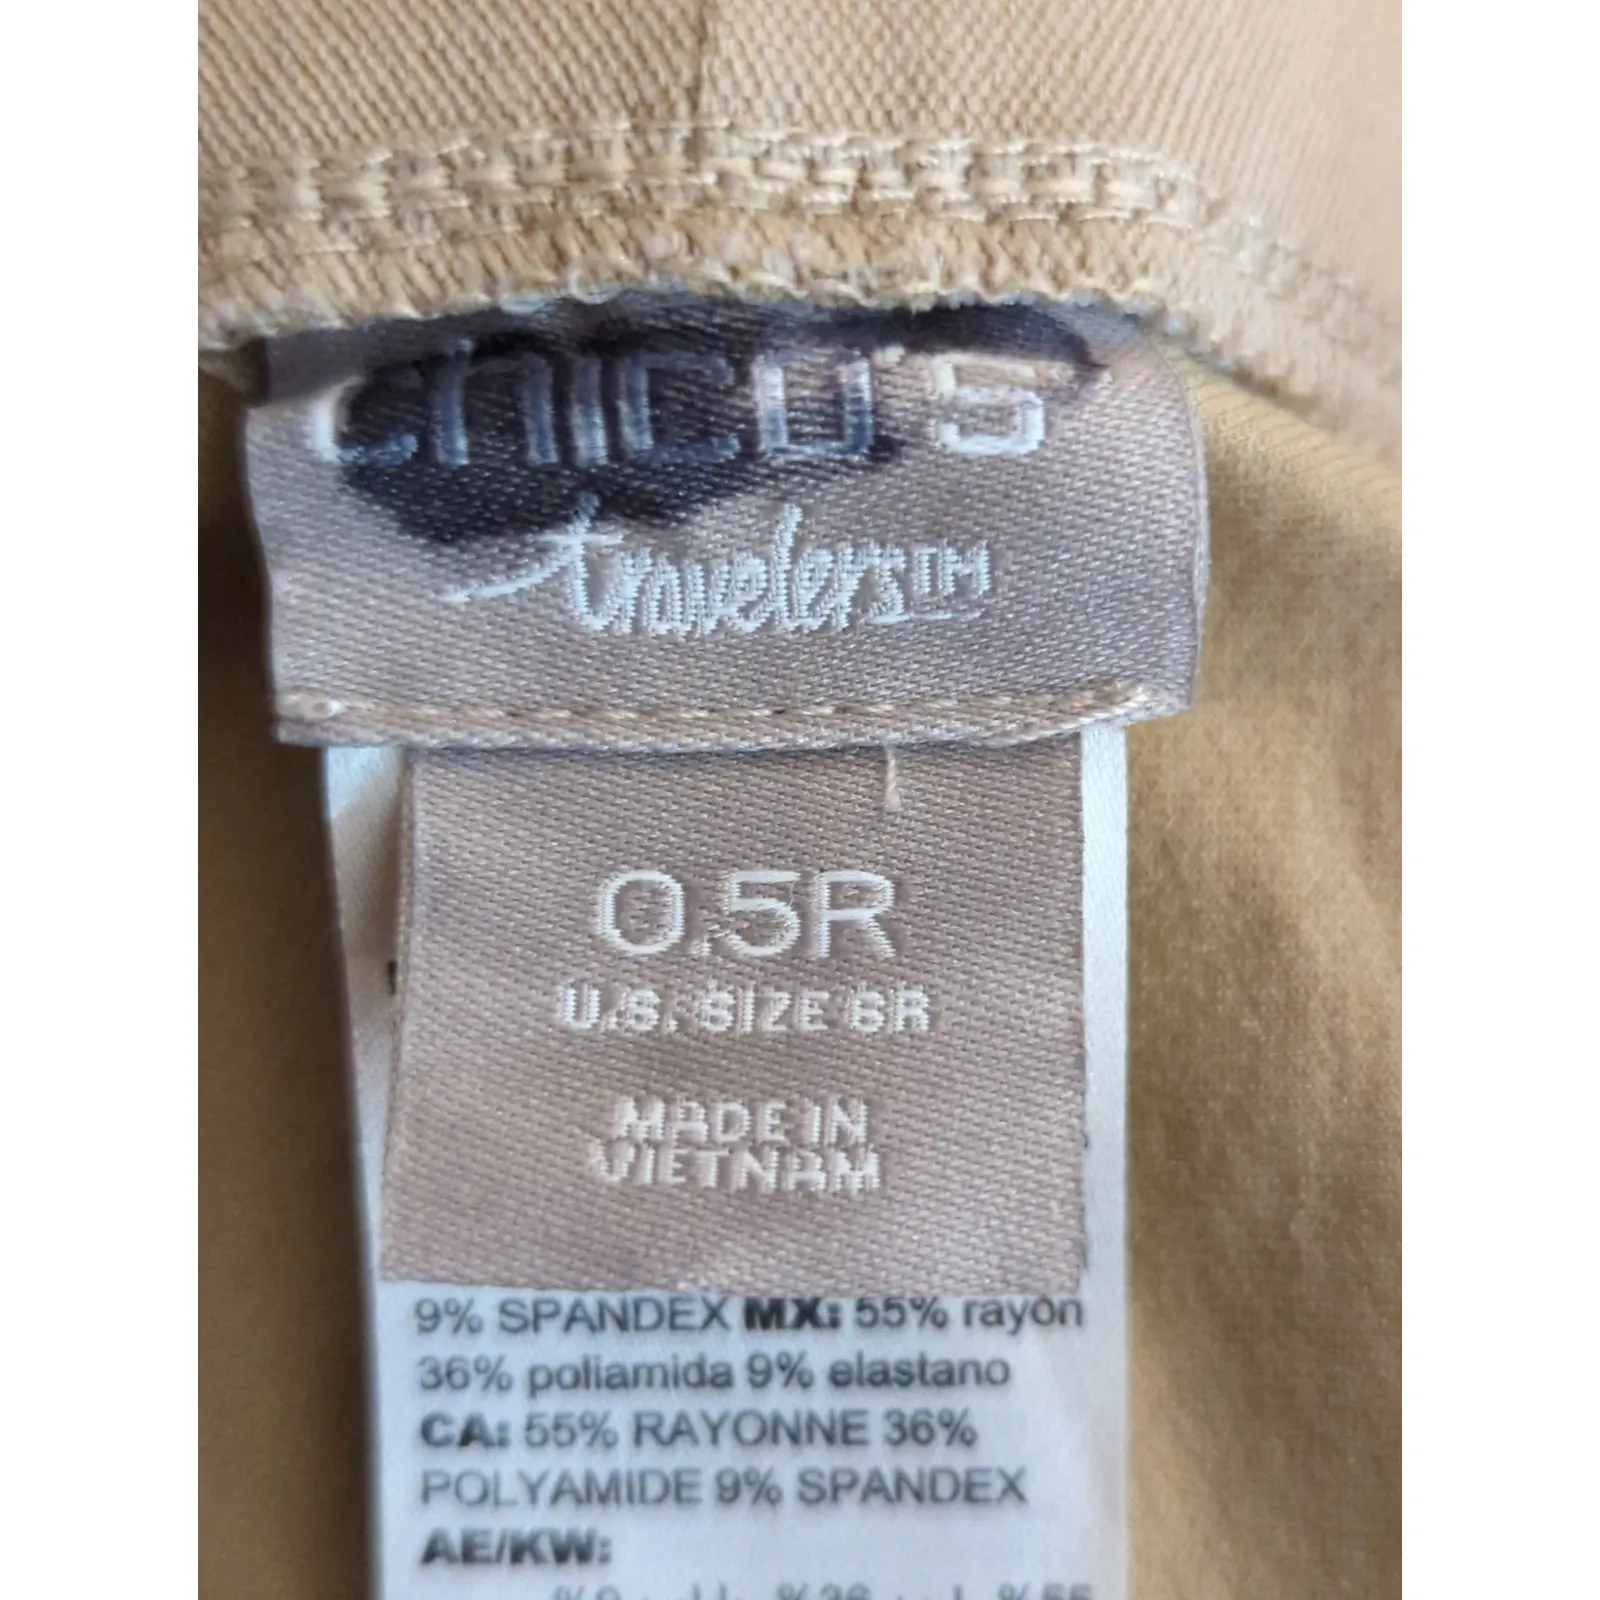 chico's
travelers™
0.5R
U.S. SIZE 6R
MADE IN
VIETNAM
9% SPANDEX MX: 55% rayón
36% poliamida 9% elastano
CA: 55% RAYONNE 36%
POLYAMIDE 9% SPANDEX
AE/KW: